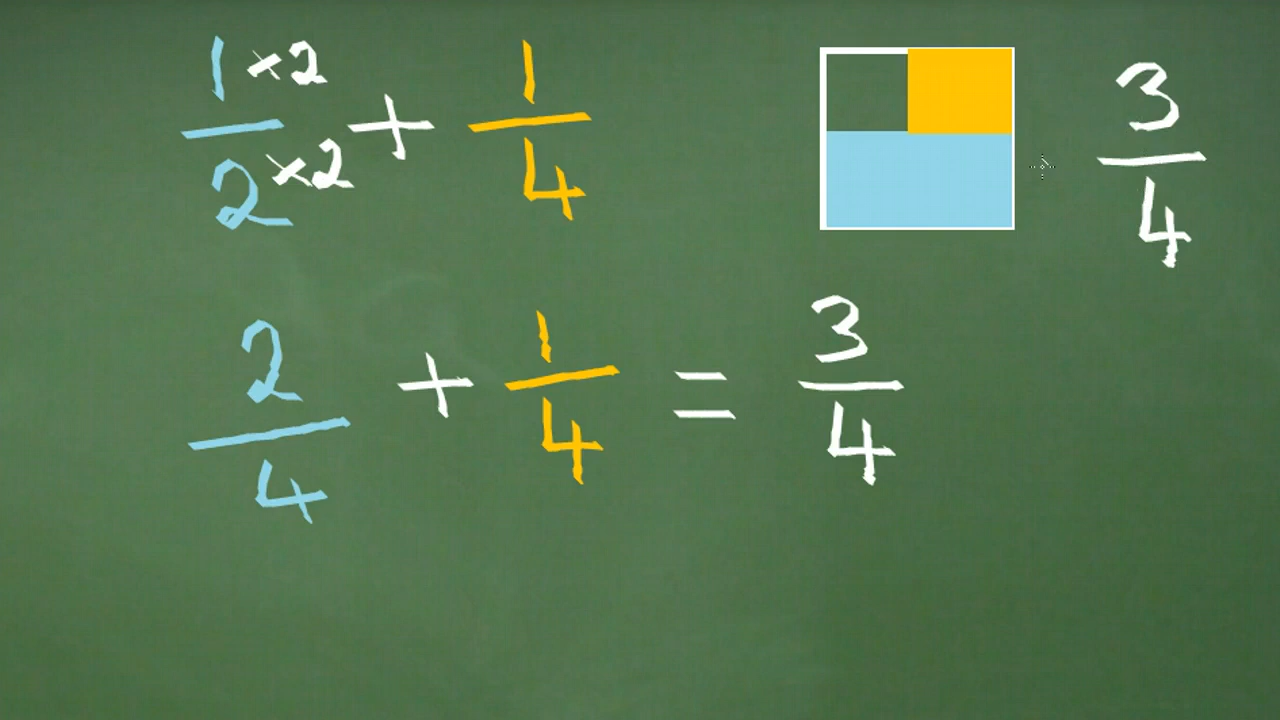 1×2/2×2 + 1/4
3/4
2/4 + 1/4 = 3/4